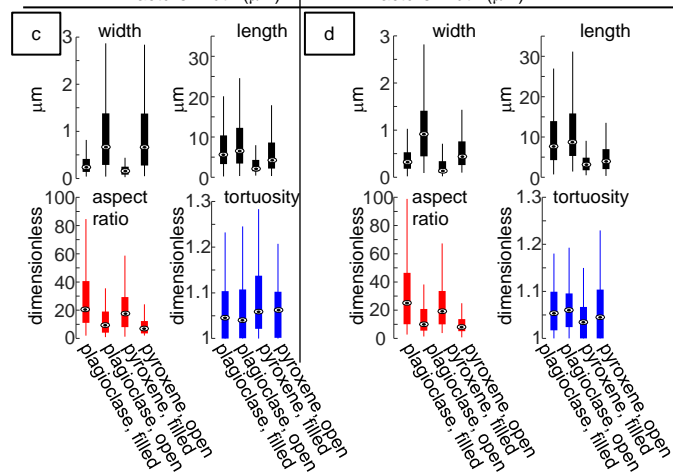 c
width
length
3
2
1
0
µm
30
20
10
0
µm
aspect
ratio
tortuosity
100
80
60
40
20
0
dimensionless
1.3
1.2
1.1
1
dimensionless
plagioclase, filled
plagioclase, open
pyroxene, filled
pyroxene, open
plagioclase, filled
plagioclase, open
pyroxene, filled
pyroxene, open
d
width
length
3
2
1
0
µm
30
20
10
0
µm
aspect
ratio
tortuosity
100
80
60
40
20
0
dimensionless
1.3
1.2
1.1
1
dimensionless
plagioclase, filled
plagioclase, open
pyroxene, filled
pyroxene, open
plagioclase, filled
plagioclase, open
pyroxene, filled
pyroxene, open